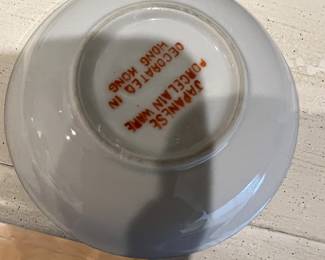 JAPANESE
PORCELAIN WARE
DECORATED IN
HONG KONG